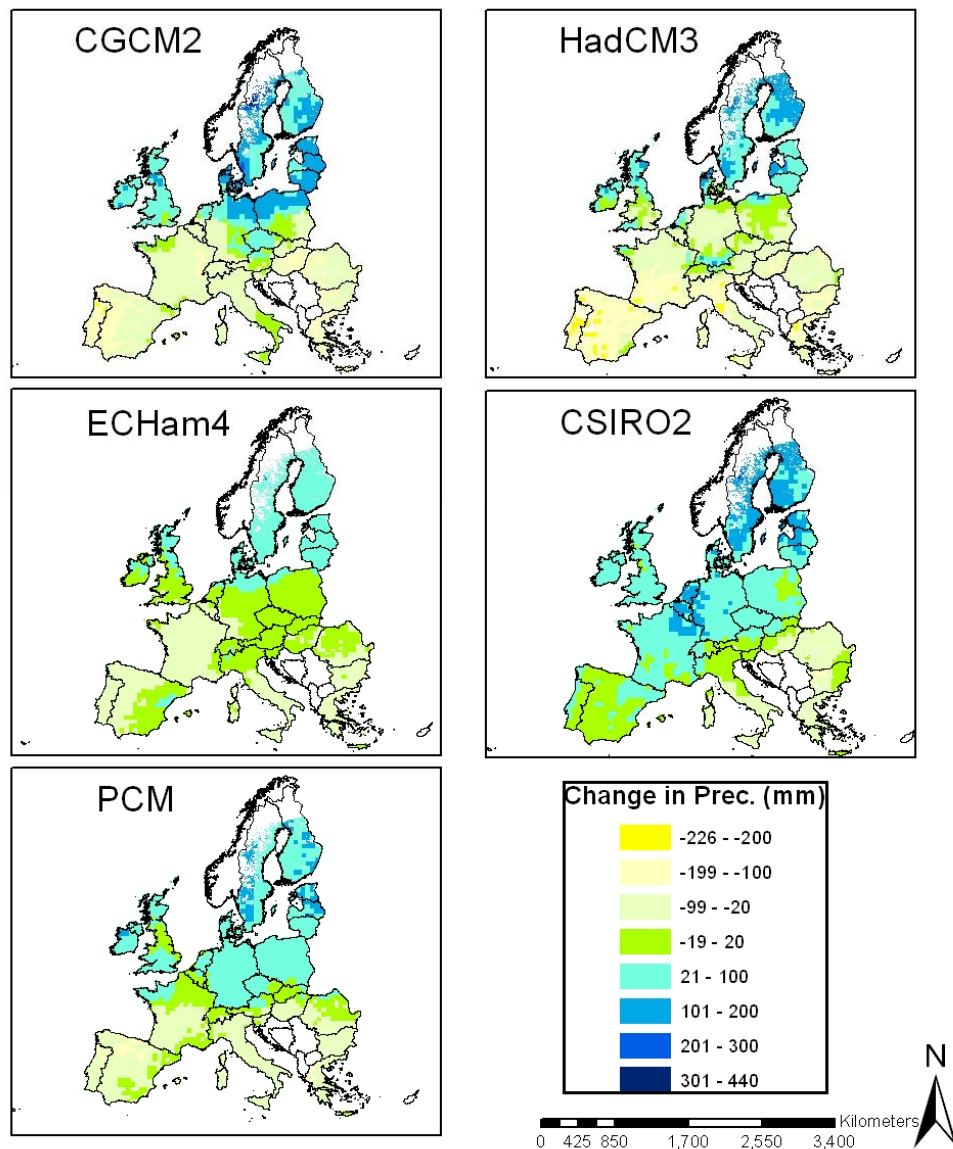 CGCM2
HadCM3
ECHam4
CSIRO2
PCM
Change in Prec. (mm)
-226 - -200
-199 - -100
-99 - -20
-19 - 20
21 - 100
101 - 200
201 - 300
301 - 440
N
Kilometers
0 425 850 1,700 2,550 3,400